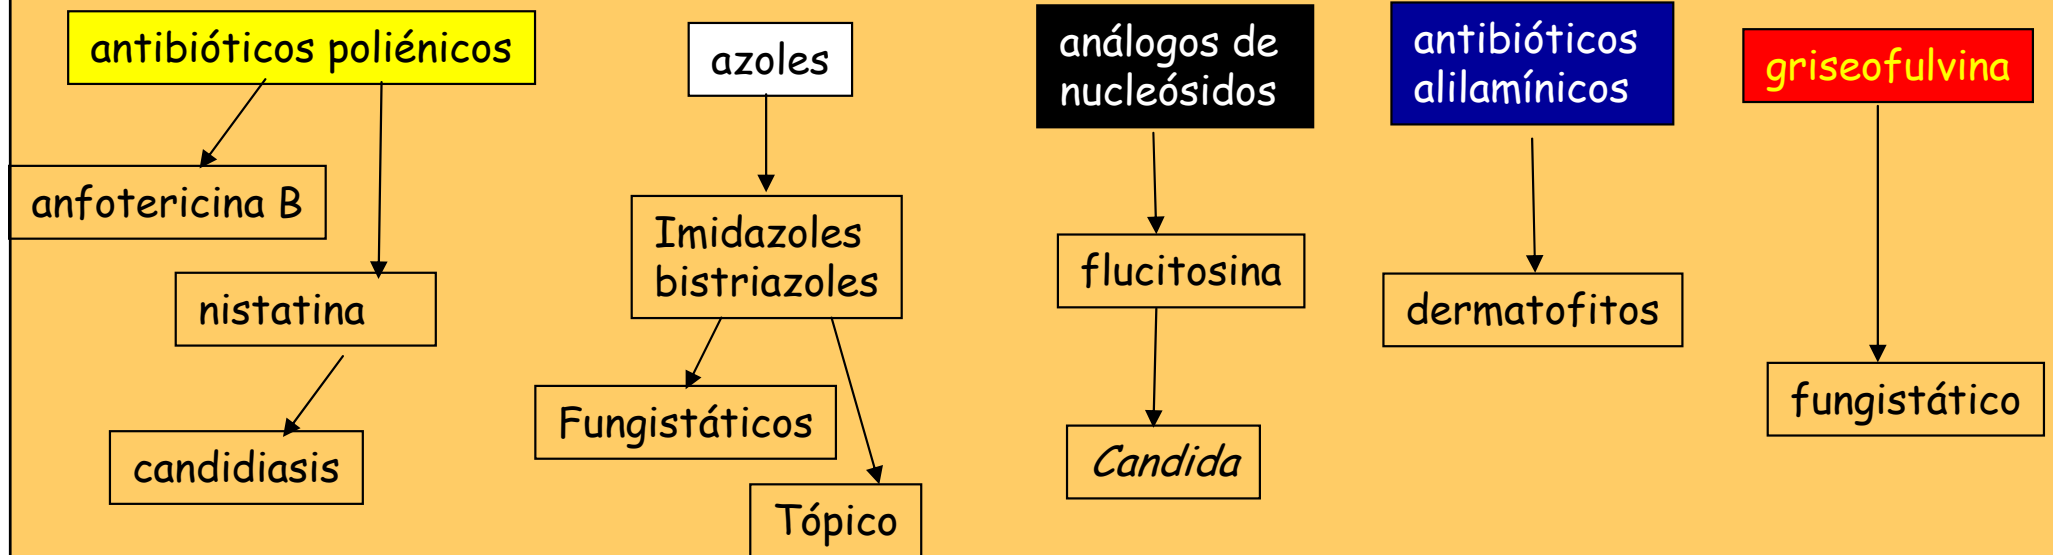 antibióticos poliénicos
anfotericina B
nistatina
candidiasis
azoles
Imidazoles
bistriazoles
Fungistáticos
Tópico
análogos de
nucleósidos
flucitosina
Candida
antibióticos
alilamínicos
dermatofitos
griseofulvina
fungistático